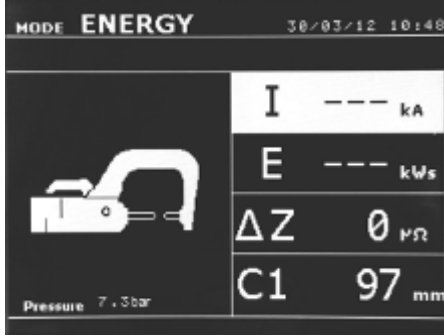 MODE ENERGY 30/03/12 10:48
I --- kA
E --- kWs
ΔZ 0 µΩ
C1 97 mm
Pressure 7.3bar